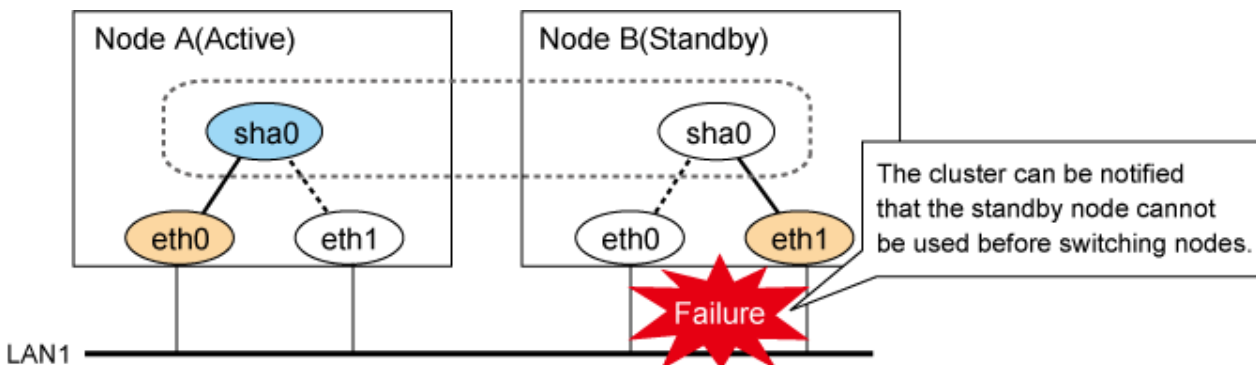 Node A(Active)
Node B(Standby)
sha0
sha0
The cluster can be notified
that the standby node cannot
be used before switching nodes.
eth0
eth1
eth0
eth1
Failure
LAN1